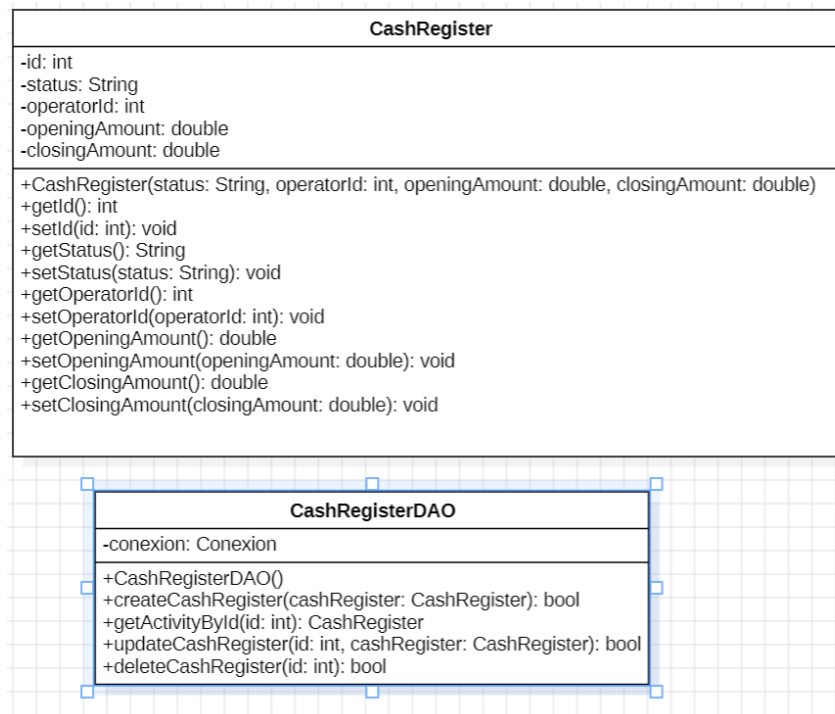 CashRegister
-id: int
-status: String
-operatorId: int
-openingAmount: double
-closingAmount: double
+CashRegister(status: String, operatorId: int, openingAmount: double, closingAmount: double)
+getId(): int
+setId(id: int): void
+getStatus(): String
+setStatus(status: String): void
+getOperatorId(): int
+setOperatorId(operatorId: int): void
+getOpeningAmount(): double
+setOpeningAmount(openingAmount: double): void
+getClosingAmount(): double
+setClosingAmount(closingAmount: double): void
CashRegisterDAO
-conexion: Conexion
+CashRegisterDAO()
+createCashRegister(cashRegister: CashRegister): bool
+getActivityById(id: int): CashRegister
+updateCashRegister(id: int, cashRegister: CashRegister): bool
+deleteCashRegister(id: int): bool